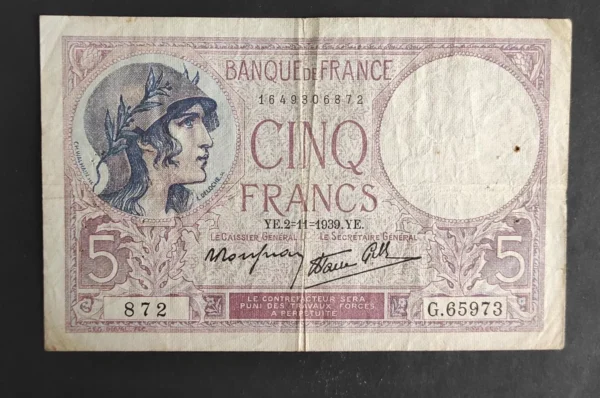 BANQUE DE FRANCE
1649306872
CINQ
FRANCS
YE.2=11=1939.YE.
LE CAISSIER GÉNÉRAL LE SECRÉTAIRE GÉNÉRAL
5 5
872
LE CONTREFACTEUR SERA
PUNI DES TRAVAUX FORCÉS
À PERPÉTUITÉ
G.65973